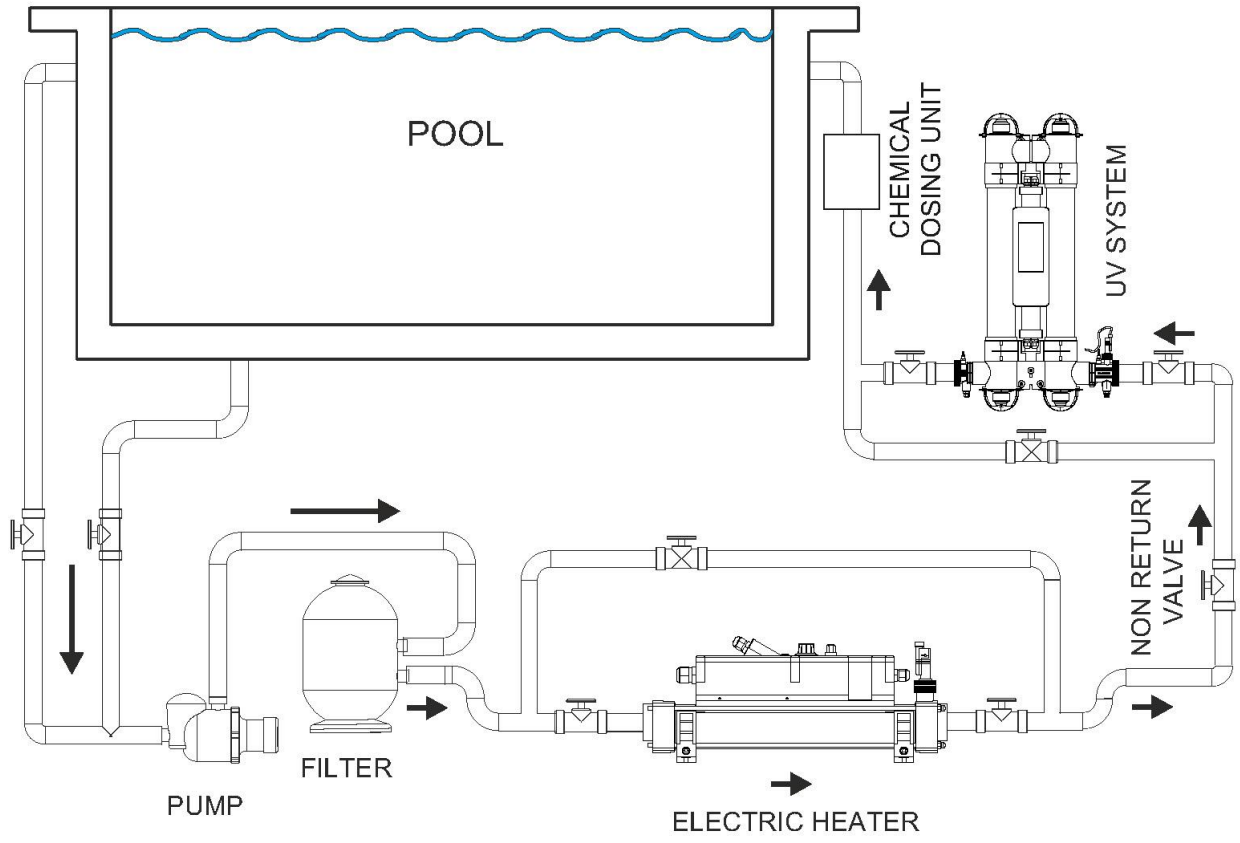 POOL
CHEMICAL
DOSING UNIT
UV SYSTEM
NON RETURN
VALVE
FILTER
PUMP
ELECTRIC HEATER